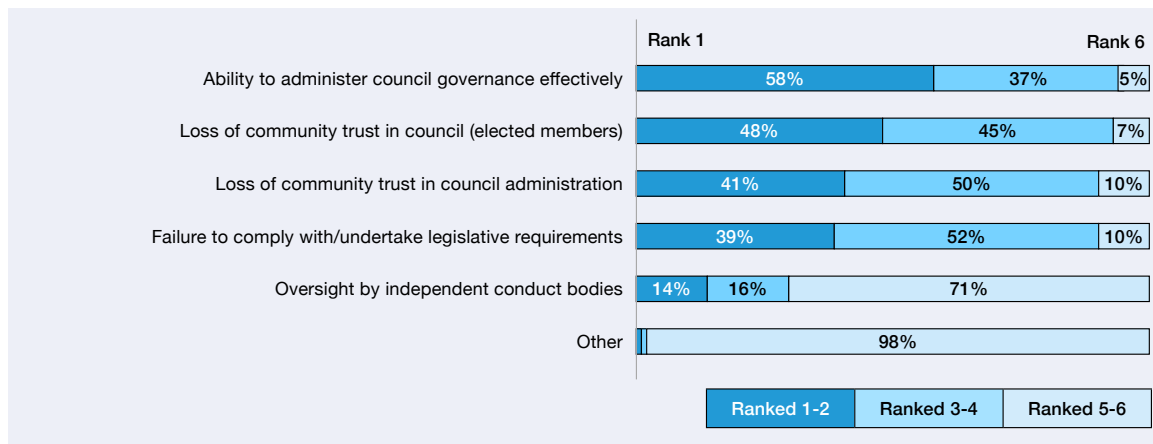 Rank 1 Rank 6
Ability to administer council governance effectively 58% 37% 5%
Loss of community trust in council (elected members) 48% 45% 7%
Loss of community trust in council administration 41% 50% 10%
Failure to comply with/undertake legislative requirements 39% 52% 10%
Oversight by independent conduct bodies 14% 16% 71%
Other 98%
Ranked 1-2 Ranked 3-4 Ranked 5-6